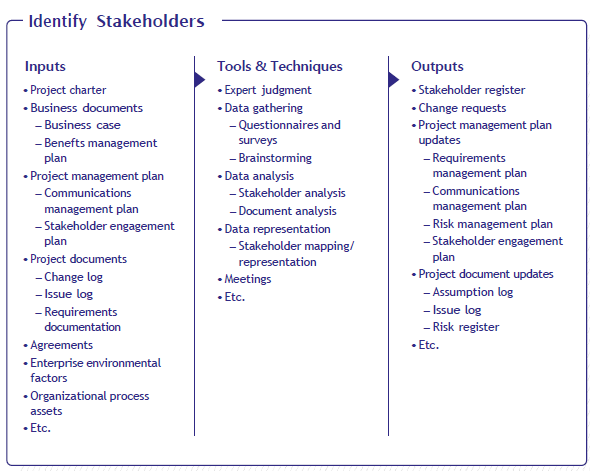 Identify Stakeholders
Inputs
• Project charter
• Business documents
– Business case
– Benefts management
plan
• Project management plan
– Communications
management plan
– Stakeholder engagement
plan
• Project documents
– Change log
– Issue log
– Requirements
documentation
• Agreements
• Enterprise environmental
factors
• Organizational process
assets
• Etc.
Tools & Techniques
• Expert judgment
• Data gathering
– Questionnaires and
surveys
– Brainstorming
• Data analysis
– Stakeholder analysis
– Document analysis
• Data representation
– Stakeholder mapping/
representation
• Meetings
• Etc.
Outputs
• Stakeholder register
• Change requests
• Project management plan
updates
– Requirements
management plan
– Communications
management plan
– Risk management plan
– Stakeholder engagement
plan
• Project document updates
– Assumption log
– Issue log
– Risk register
• Etc.